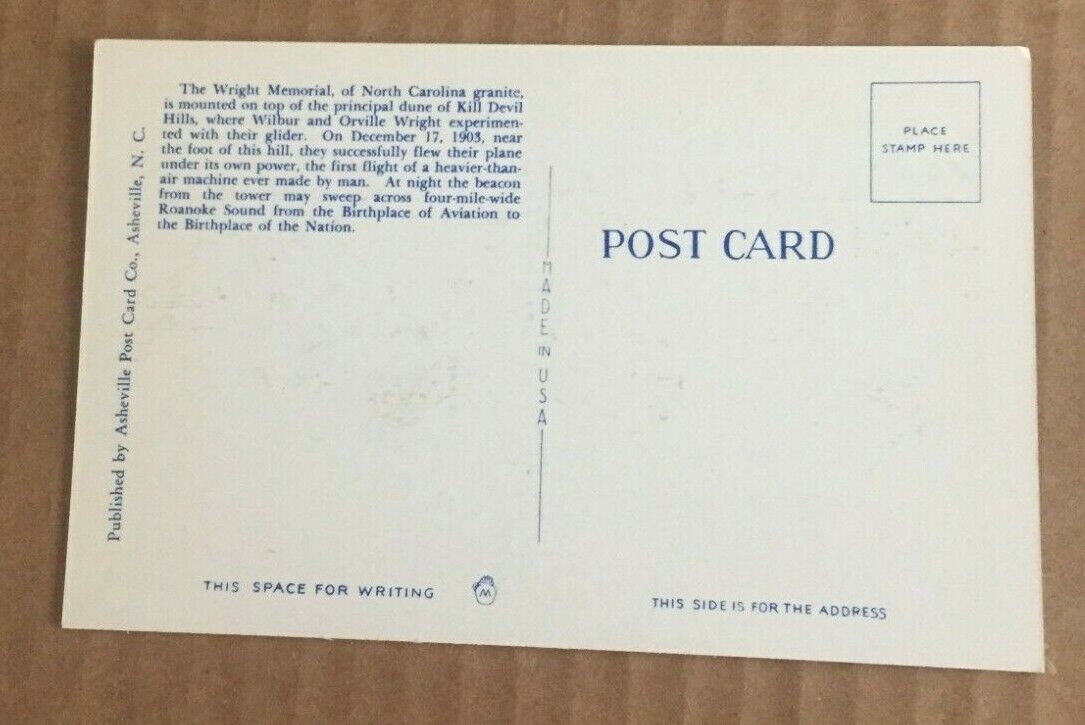 The Wright Memorial, of North Carolina granite,
is mounted on top of the principal dune of Kill Devil
Hills, where Wilbur and Orville Wright experimen-
ted with their glider. On December 17, 1903, near
the foot of this hill, they successfully flew their plane
under its own power, the first flight of a heavier-than-
air machine ever made by man. At night the beacon
from the tower may sweep across four-mile-wide
Roanoke Sound from the Birthplace of Aviation to
the Birthplace of the Nation.
Published by Asheville Post Card Co., Asheville, N. C.
MADE IN USA
PLACE
STAMP HERE
POST CARD
THIS SPACE FOR WRITING
W
THIS SIDE IS FOR THE ADDRESS